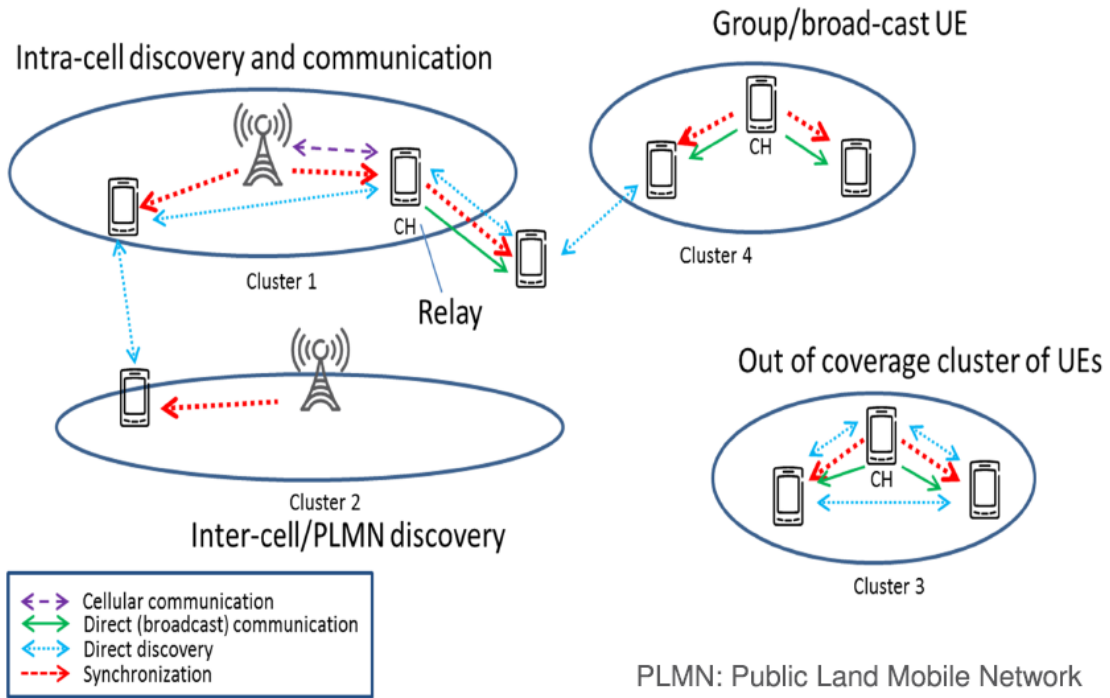 Group/broad-cast UE
Intra-cell discovery and communication
CH
CH
Cluster 1
Cluster 4
Relay
Out of coverage cluster of UEs
CH
Cluster 2
Inter-cell/PLMN discovery
Cluster 3
Cellular communication
Direct (broadcast) communication
Direct discovery
Synchronization
PLMN: Public Land Mobile Network